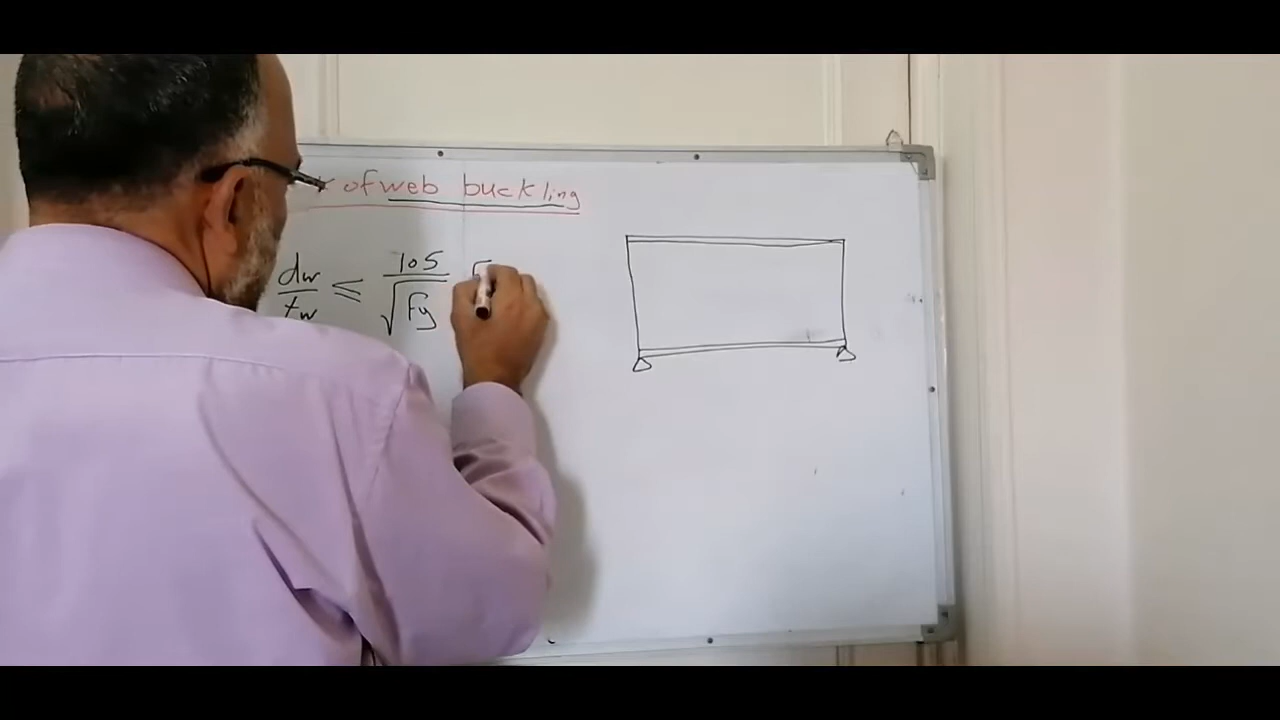 of web buckling
dw/tw ≤ 105/√Fy